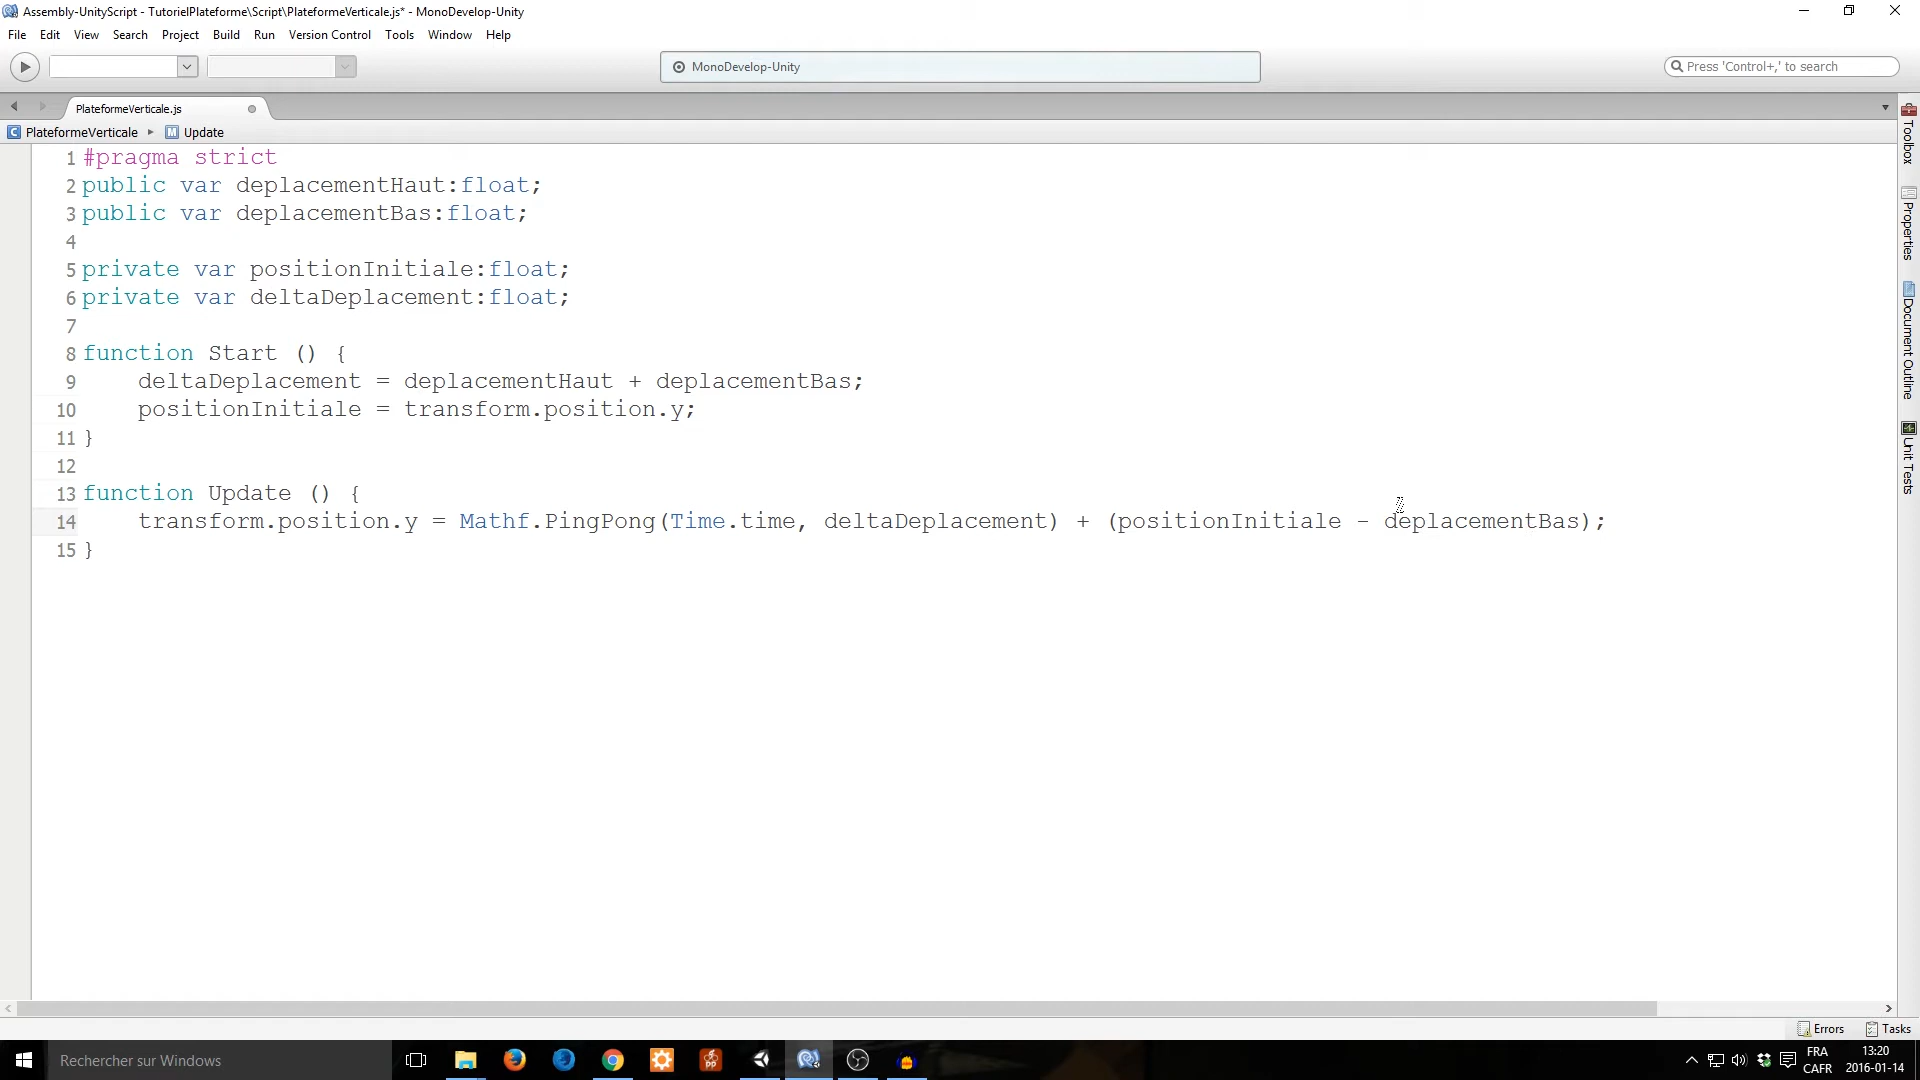 Assembly-UnityScript - TutorielPlateforme\Script\PlateformeVerticale.js* - MonoDevelop-Unity
File Edit View Search Project Build Run Version Control Tools Window Help
MonoDevelop-Unity
Press 'Control+,' to search
PlateformeVerticale.js
PlateformeVerticale Update
1 #pragma strict
2 public var deplacementHaut:float;
3 public var deplacementBas:float;
4
5 private var positionInitiale:float;
6 private var deltaDeplacement:float;
7
8 function Start () {
9 deltaDeplacement = deplacementHaut + deplacementBas;
10 positionInitiale = transform.position.y;
11 }
12
13 function Update () {
14 transform.position.y = Mathf.PingPong(Time.time, deltaDeplacement) + (positionInitiale - deplacementBas);
15 }
Toolbox
Properties
Document Outline
Unit Tests
Errors Tasks
Rechercher sur Windows
FRA
CAFR
13:20
2016-01-14